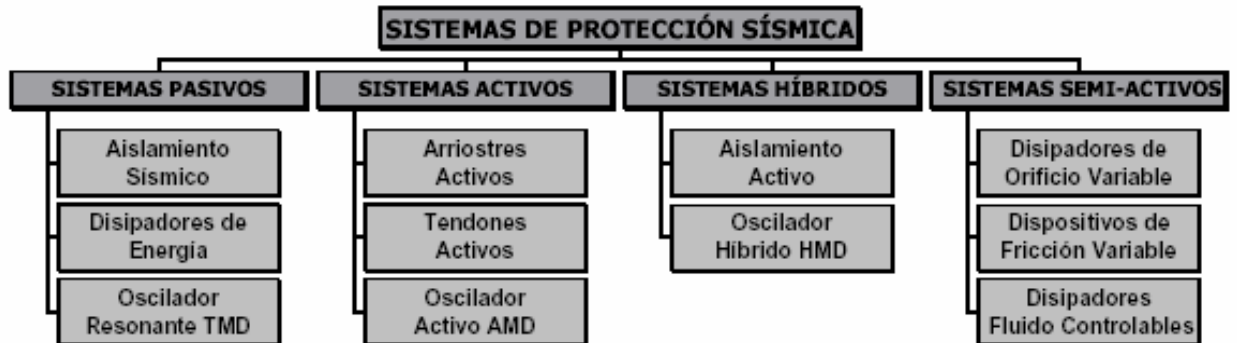 SISTEMAS DE PROTECCIÓN SÍSMICA
SISTEMAS PASIVOS
Aislamiento
Sísmico
Disipadores de
Energía
Oscilador
Resonante TMD
SISTEMAS ACTIVOS
Arriostres
Activos
Tendones
Activos
Oscilador
Activo AMD
SISTEMAS HÍBRIDOS
Aislamiento
Activo
Oscilador
Híbrido HMD
SISTEMAS SEMI-ACTIVOS
Disipadores de
Orificio Variable
Dispositivos de
Fricción Variable
Disipadores
Fluido Controlables